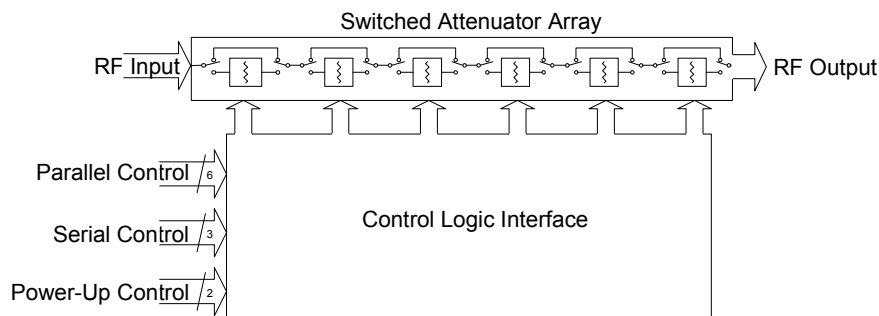 Switched Attenuator Array
RF Input
RF Output
Parallel Control
6
Control Logic Interface
Serial Control
3
Power-Up Control
2